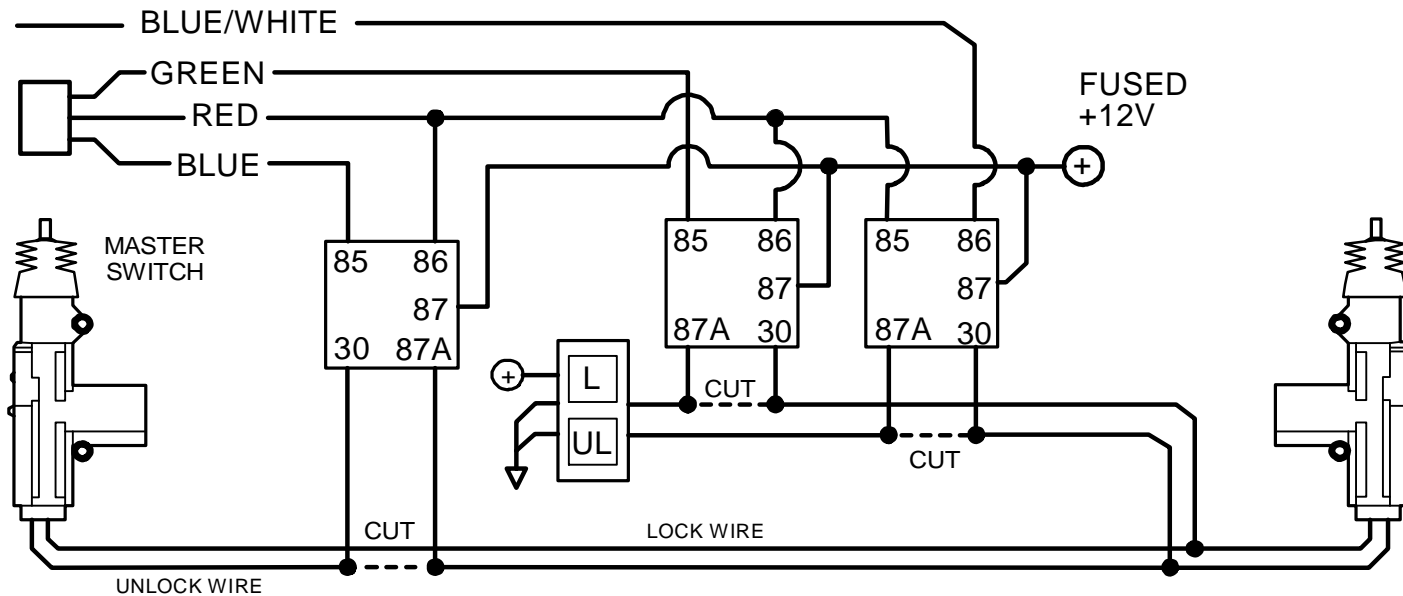 BLUE/WHITE
GREEN
RED
BLUE
FUSED
+12V
+
MASTER
SWITCH
85 86
87
30 87A
85 86
87
87A 30
85 86
87
87A 30
+
L
UL
CUT
CUT
CUT
LOCK WIRE
UNLOCK WIRE